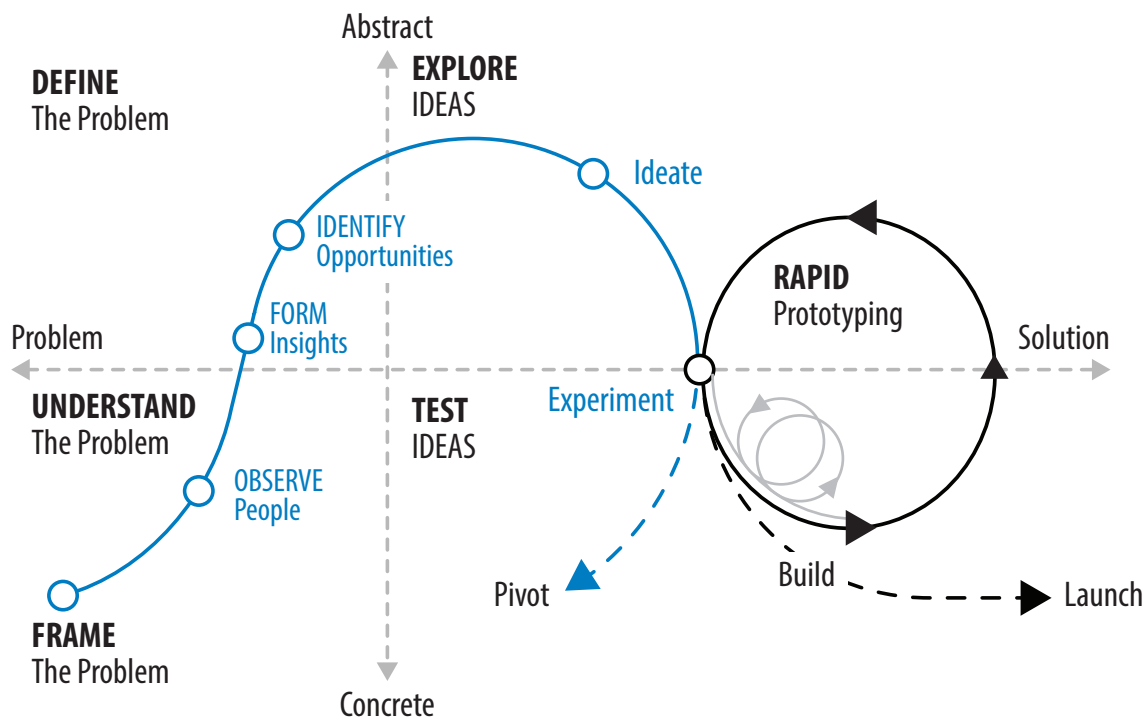 Abstract
DEFINE
The Problem
EXPLORE
IDEAS
Ideate
IDENTIFY
Opportunities
RAPID
Prototyping
FORM
Insights
Problem
Solution
UNDERSTAND
The Problem
TEST
IDEAS
Experiment
OBSERVE
People
Pivot
Build
Launch
FRAME
The Problem
Concrete